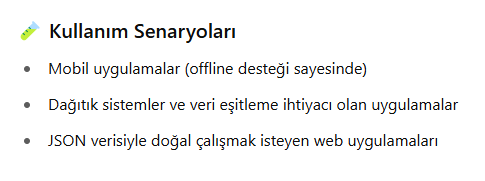 Kullanım Senaryoları
Mobil uygulamalar (offline desteği sayesinde)
Dağıtık sistemler ve veri eşitleme ihtiyacı olan uygulamalar
JSON verisiyle doğal çalışmak isteyen web uygulamaları